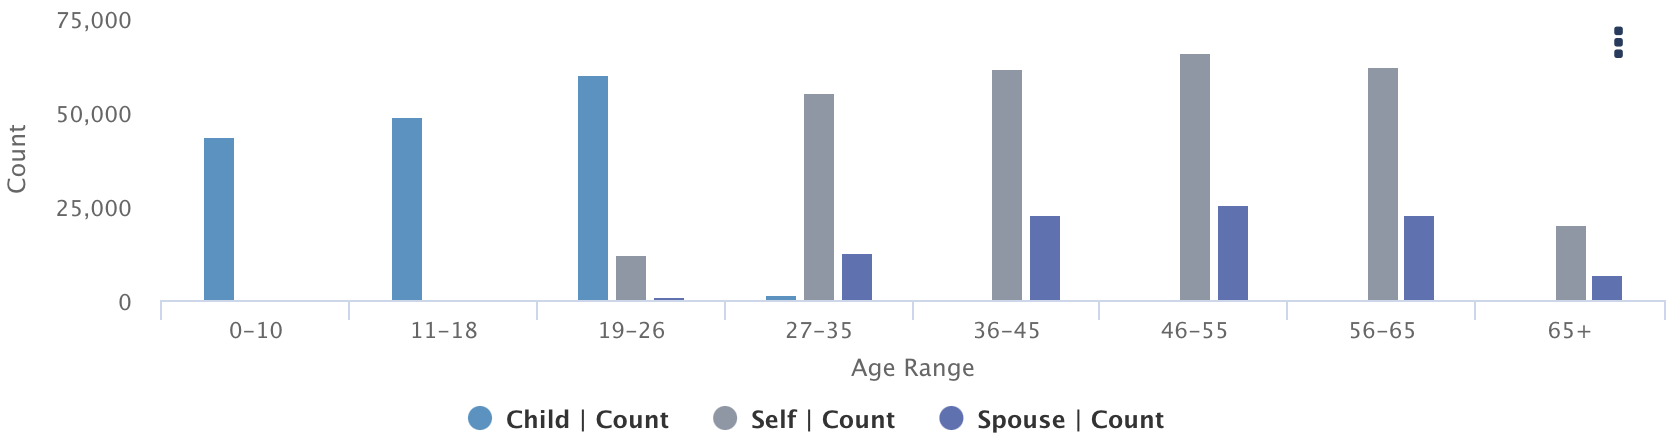 75,000
50,000
25,000
0
Count
0–10 11–18 19–26 27–35 36–45 46–55 56–65 65+
Age Range
Child | Count Self | Count Spouse | Count